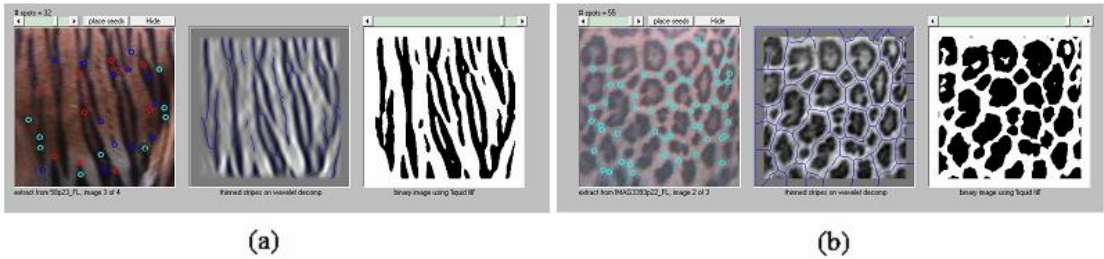 # spots = 32
place seeds
Hide
extract from 50p23_FL, image 3 of 4
thinned stripes on wavelet decomp
binary image using 'liquid fill'
(a)
# spots = 55
place seeds
Hide
extract from IMAG3393p22_FL, image 2 of 3
thinned stripes on wavelet decomp
binary image using 'liquid fill'
(b)